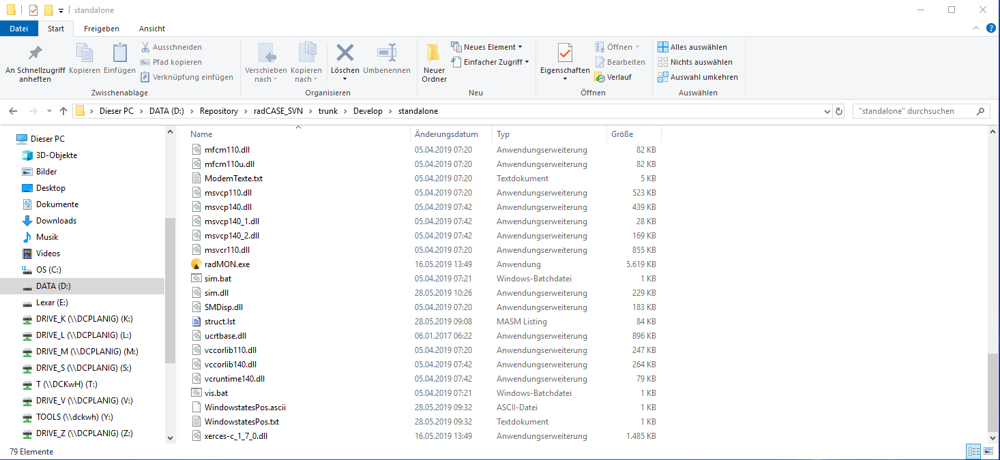 standalone
Datei Start Freigeben Ansicht
An Schnellzugriff anheften
Kopieren
Einfügen
Ausschneiden
Pfad kopieren
Verknüpfung einfügen
Zwischenablage
Verschieben nach
Kopieren nach
Löschen
Umbenennen
Organisieren
Neuer Ordner
Neues Element
Einfacher Zugriff
Neu
Eigenschaften
Öffnen
Bearbeiten
Verlauf
Öffnen
Alles auswählen
Nichts auswählen
Auswahl umkehren
Auswählen
Dieser PC > DATA (D:) > Repository > radCASE_SVN > trunk > Develop > standalone
"standalone" durchsuchen
Dieser PC
3D-Objekte
Bilder
Desktop
Dokumente
Downloads
Musik
Videos
OS (C:)
DATA (D:)
Lexar (E:)
DRIVE_K (\\DCPLANIG) (K:)
DRIVE_L (\\DCPLANIG) (L:)
DRIVE_M (\\DCPLANIG) (M:)
DRIVE_S (\\DCPLANIG) (S:)
T (\\DCKwH) (T:)
DRIVE_V (\\DCPLANIG) (V:)
TOOLS (\\dckwh) (Y:)
DRIVE_Z (\\DCPLANIG) (Z:)
Name Änderungsdatum Typ Größe
mfcm110.dll 05.04.2019 07:20 Anwendungserweiterung 82 KB
mfcm110u.dll 05.04.2019 07:20 Anwendungserweiterung 82 KB
ModemTexte.txt 05.04.2019 07:20 Textdokument 5 KB
msvcp110.dll 05.04.2019 07:20 Anwendungserweiterung 523 KB
msvcp140.dll 05.04.2019 07:42 Anwendungserweiterung 439 KB
msvcp140_1.dll 05.04.2019 07:42 Anwendungserweiterung 28 KB
msvcp140_2.dll 05.04.2019 07:42 Anwendungserweiterung 169 KB
msvcr110.dll 05.04.2019 07:20 Anwendungserweiterung 855 KB
radMON.exe 16.05.2019 13:49 Anwendung 5.619 KB
sim.bat 05.04.2019 07:21 Windows-Batchdatei 1 KB
sim.dll 28.05.2019 10:26 Anwendungserweiterung 229 KB
SMDisp.dll 05.04.2019 07:20 Anwendungserweiterung 183 KB
struct.lst 28.05.2019 09:08 MASM Listing 84 KB
ucrtbase.dll 06.01.2017 06:22 Anwendungserweiterung 896 KB
vccorlib110.dll 05.04.2019 07:20 Anwendungserweiterung 247 KB
vccorlib140.dll 05.04.2019 07:42 Anwendungserweiterung 264 KB
vcruntime140.dll 05.04.2019 07:42 Anwendungserweiterung 79 KB
vis.bat 05.04.2019 07:21 Windows-Batchdatei 1 KB
WindowstatesPos.ascii 28.05.2019 09:32 ASCII-Datei 1 KB
WindowstatesPos.txt 28.05.2019 09:32 Textdokument 1 KB
xerces-c_1_7_0.dll 16.05.2019 13:49 Anwendungserweiterung 1.485 KB
79 Elemente